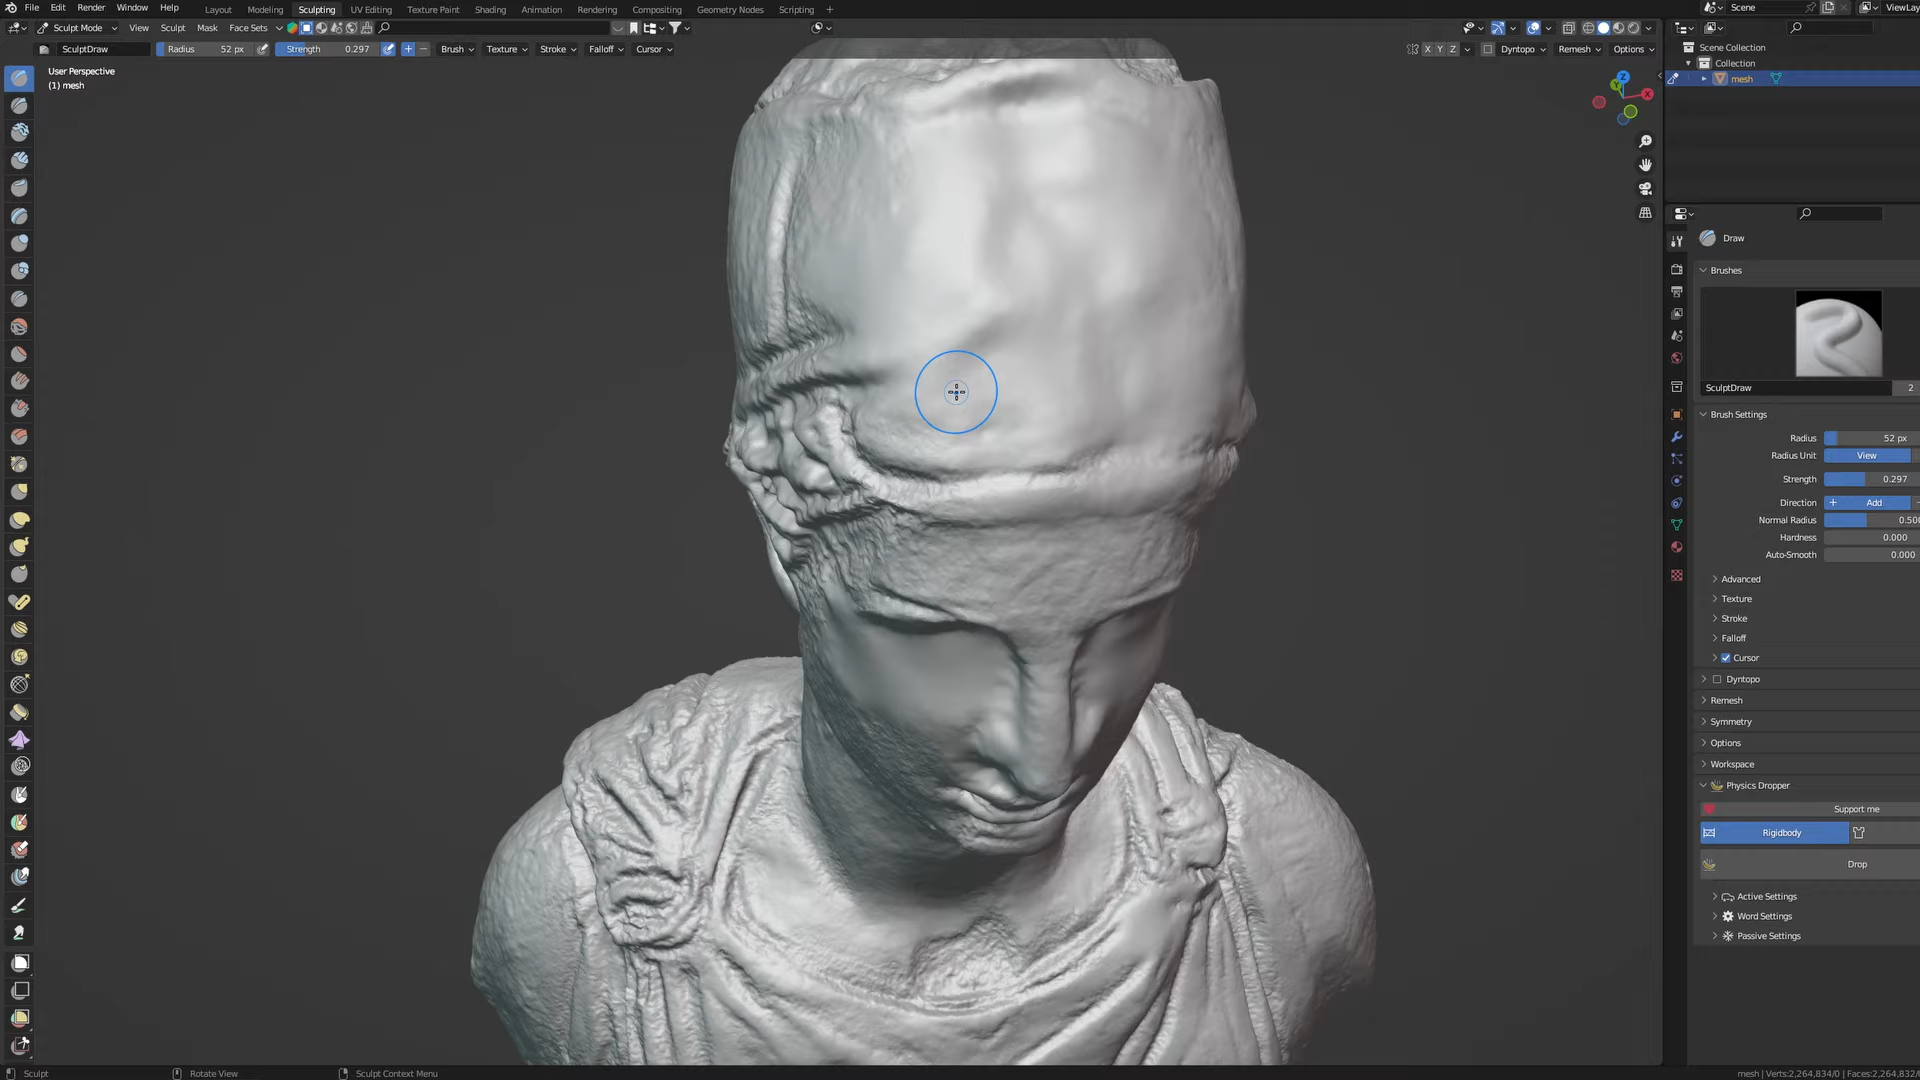 File Edit Render Window Help Layout Modeling Sculpting UV Editing Texture Paint Shading Animation Rendering Compositing Geometry Nodes Scripting + Scene ViewLay
Sculpt Mode View Sculpt Mask Face Sets
SculptDraw Radius 52 px Strength 0.297 + − Brush Texture Stroke Falloff Cursor X Y Z Dyntopo Remesh Options
User Perspective
(1) mesh
Z
Y
X
Scene Collection
Collection
mesh
Draw
Brushes
SculptDraw 2
Brush Settings
Radius 52 px
Radius Unit View
Strength 0.297
Direction + Add
Normal Radius 0.500
Hardness 0.000
Auto-Smooth 0.000
Advanced
Texture
Stroke
Falloff
Cursor
Dyntopo
Remesh
Symmetry
Options
Workspace
Physics Dropper
Support me
Rigidbody
Drop
Active Settings
Word Settings
Passive Settings
Sculpt Rotate View Sculpt Context Menu mesh | Verts:2,264,834/0 | Faces:2,264,832/